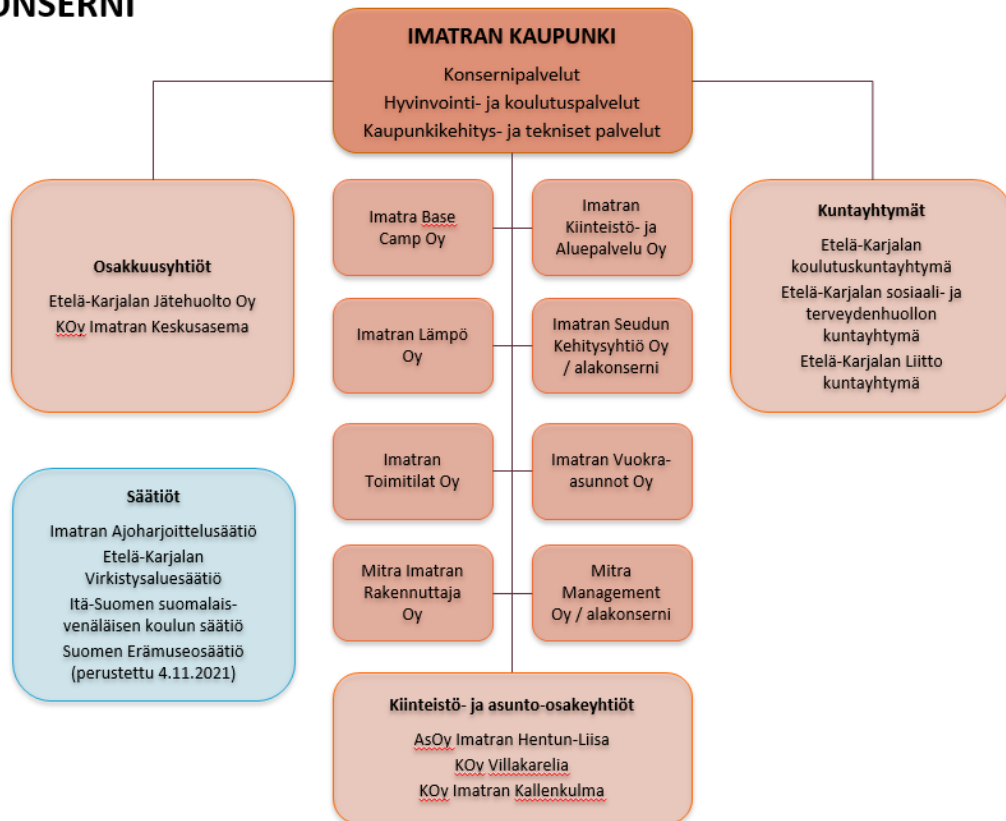 ONSERNI
IMATRAN KAUPUNKI
Konsernipalvelut
Hyvinvointi- ja koulutuspalvelut
Kaupunkikehitys- ja tekniset palvelut
Osakkuusyhtiöt
Etelä-Karjalan Jätehuolto Oy
KOy Imatran Keskusasema
Imatra Base
Camp Oy
Imatran
Kiinteistö- ja
Aluepalvelu Oy
Imatran Lämpö
Oy
Imatran Seudun
Kehitysyhtiö Oy
/ alakonserni
Imatran
Toimitilat Oy
Imatran Vuokra-
asunnot Oy
Mitra Imatran
Rakennuttaja
Oy
Mitra
Management
Oy / alakonserni
Kuntayhtymät
Etelä-Karjalan
koulutuskuntayhtymä
Etelä-Karjalan sosiaali- ja
terveydenhuollon
kuntayhtymä
Etelä-Karjalan Liitto
kuntayhtymä
Säätiöt
Imatran Ajoharjoittelusäätiö
Etelä-Karjalan
Virkistysaluesäätiö
Itä-Suomen suomalais-
venäläisen koulun säätiö
Suomen Erämuseosäätiö
(perustettu 4.11.2021)
Kiinteistö- ja asunto-osakeyhtiöt
AsOy Imatran Hentun-Liisa
KOy Villakarelia
KOy Imatran Kallenkulma